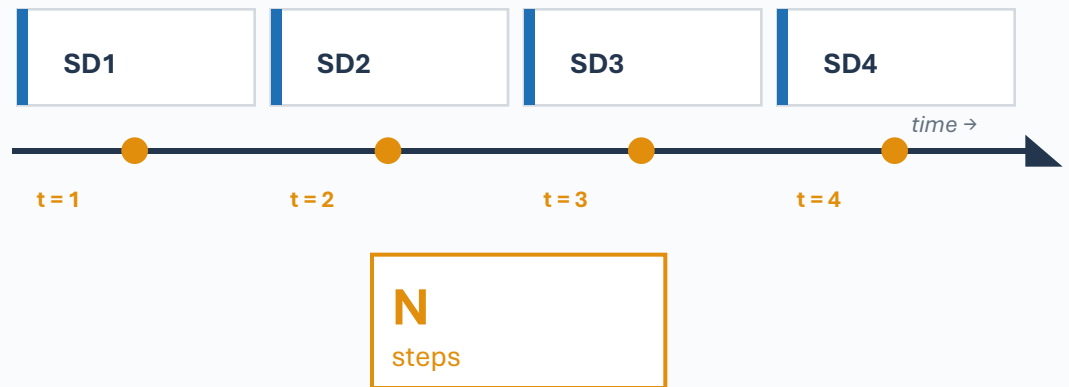 SD1
SD2
SD3
SD4
time →
t = 1
t = 2
t = 3
t = 4
N
steps